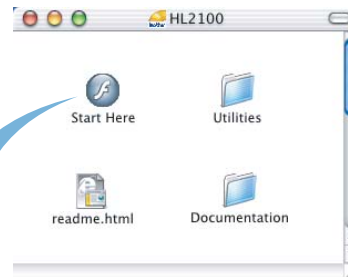 HL2100
Start Here
Utilities
readme.html
Documentation